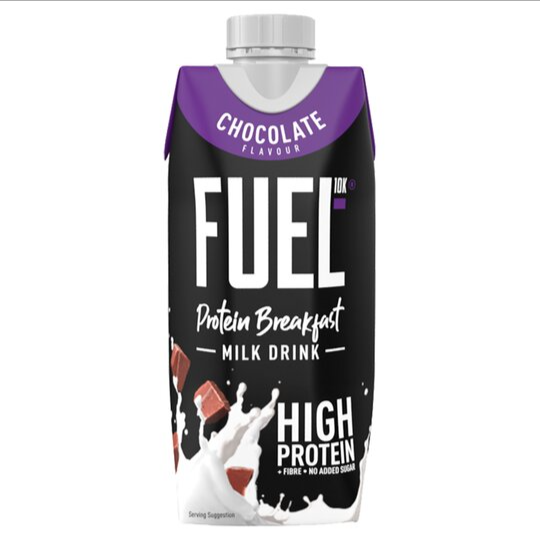 CHOCOLATE
FLAVOUR
FUEL 10K®
Protein Breakfast
MILK DRINK
HIGH
PROTEIN
+ FIBRE • NO ADDED SUGAR
Serving Suggestion